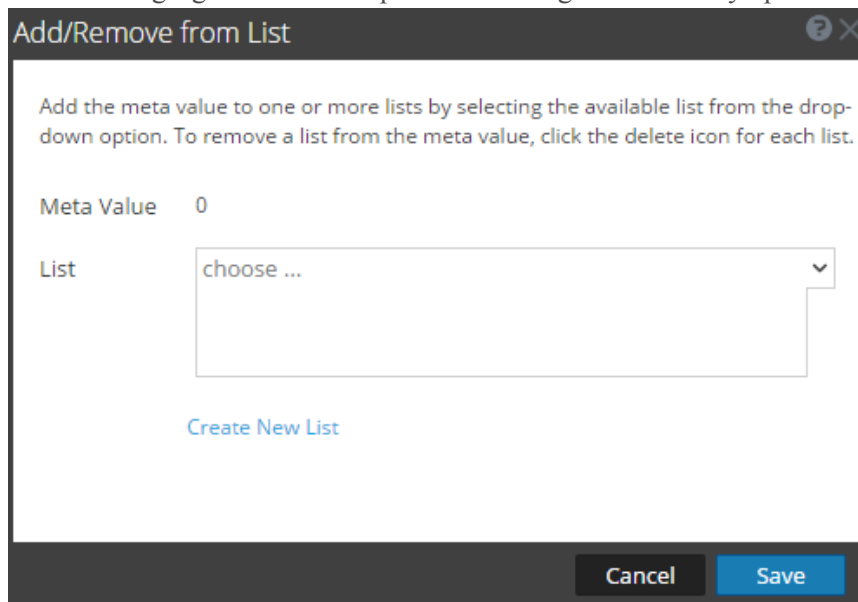 Add/Remove from List
Add the meta value to one or more lists by selecting the available list from the drop-
down option. To remove a list from the meta value, click the delete icon for each list.
Meta Value 0
List choose ...
Create New List
Cancel Save